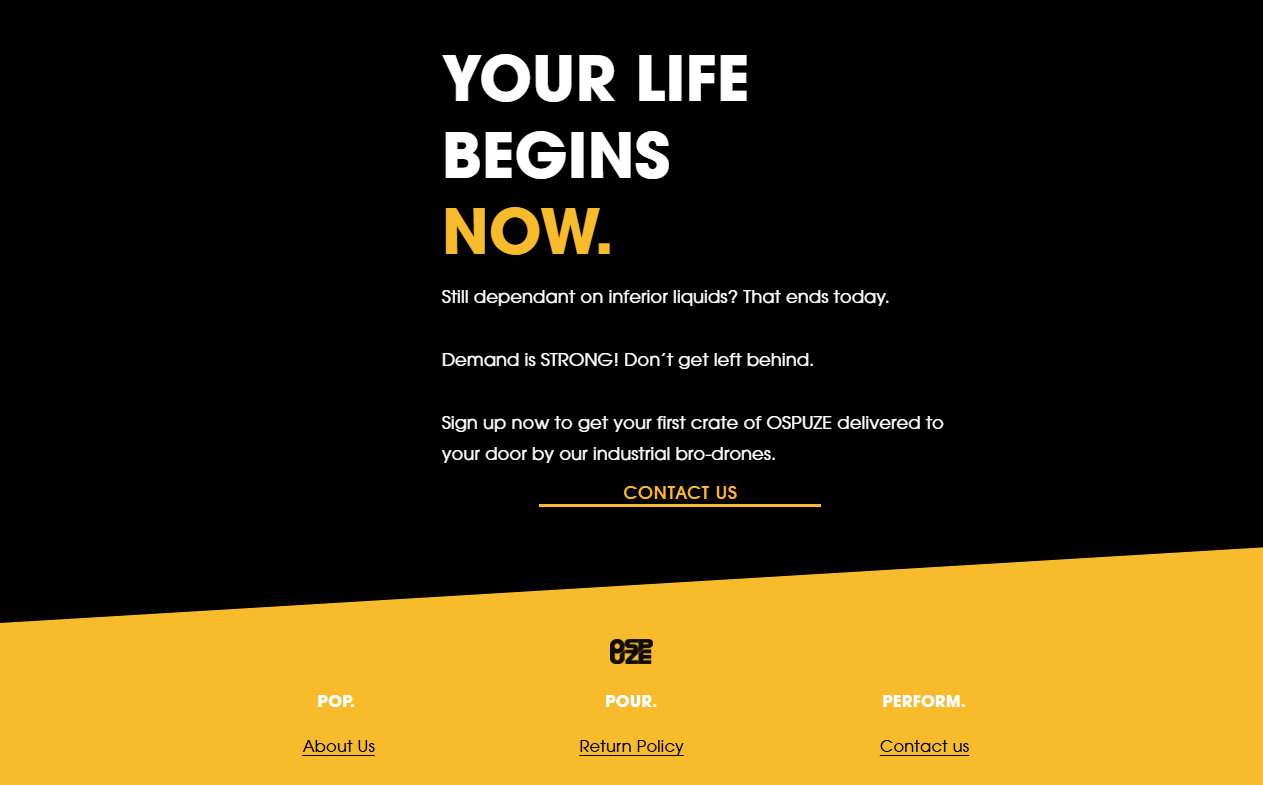 YOUR LIFE
BEGINS
NOW.
Still dependant on inferior liquids? That ends today.
Demand is STRONG! Don´t get left behind.
Sign up now to get your first crate of OSPUZE delivered to
your door by our industrial bro-drones.
CONTACT US
OSP
UZE
POP. POUR. PERFORM.
About Us Return Policy Contact us